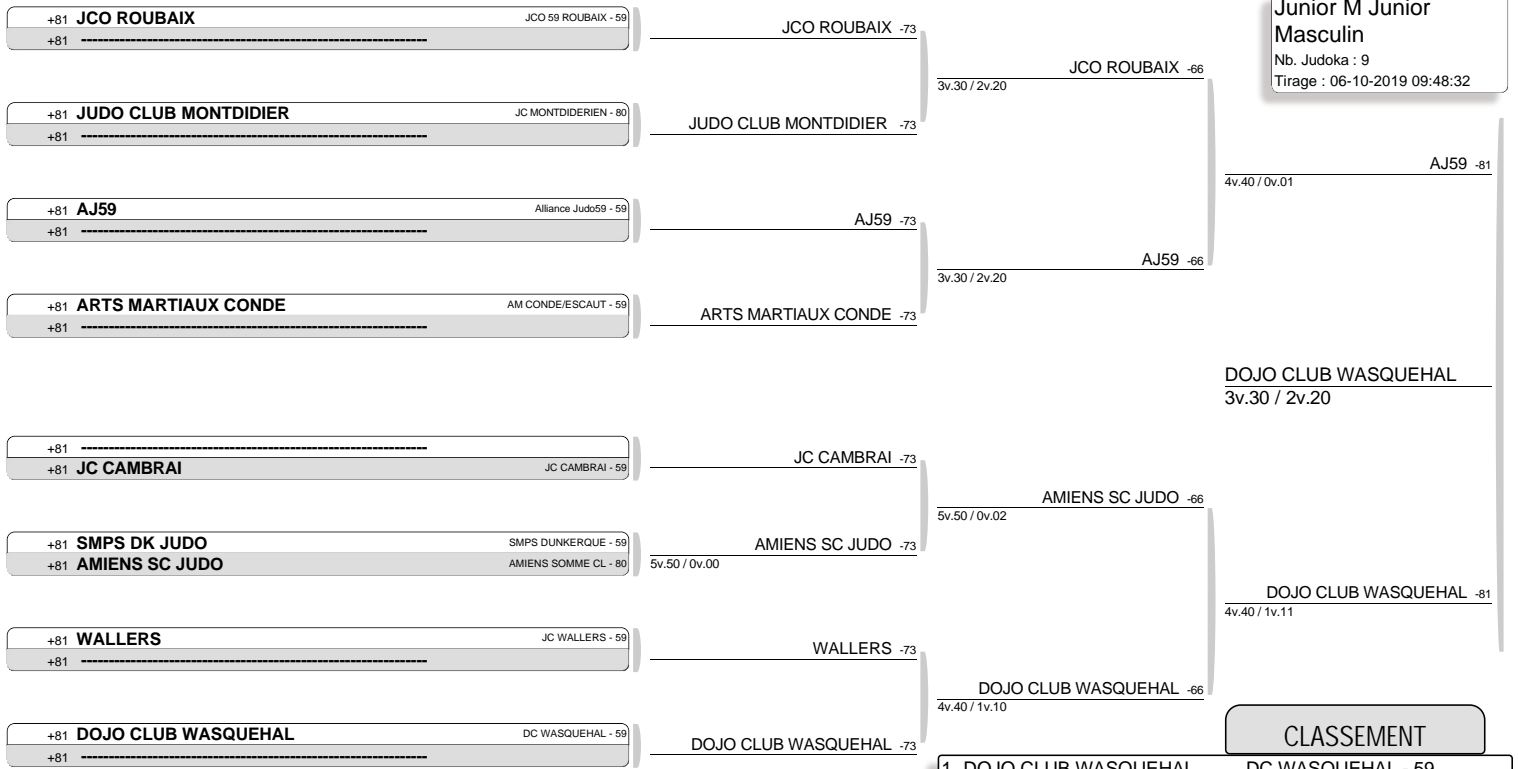 Junior M Junior
Masculin
Nb. Judoka : 9
Tirage : 06-10-2019 09:48:32
+81 JCO ROUBAIX JCO 59 ROUBAIX - 59
+81 --------------------------------------------------------------
+81 JUDO CLUB MONTDIDIER JC MONTDIDERIEN - 80
+81 --------------------------------------------------------------
+81 AJ59 Alliance Judo59 - 59
+81 --------------------------------------------------------------
+81 ARTS MARTIAUX CONDE AM CONDE/ESCAUT - 59
+81 --------------------------------------------------------------
+81 --------------------------------------------------------------
+81 JC CAMBRAI JC CAMBRAI - 59
+81 SMPS DK JUDO SMPS DUNKERQUE - 59
+81 AMIENS SC JUDO AMIENS SOMME CL - 80
+81 WALLERS JC WALLERS - 59
+81 --------------------------------------------------------------
+81 DOJO CLUB WASQUEHAL DC WASQUEHAL - 59
+81 --------------------------------------------------------------
JCO ROUBAIX -73
JUDO CLUB MONTDIDIER -73
AJ59 -73
ARTS MARTIAUX CONDE -73
JC CAMBRAI -73
AMIENS SC JUDO -73
5v.50 / 0v.00
WALLERS -73
DOJO CLUB WASQUEHAL -73
JCO ROUBAIX -66
3v.30 / 2v.20
AJ59 -66
3v.30 / 2v.20
AMIENS SC JUDO -66
5v.50 / 0v.02
DOJO CLUB WASQUEHAL -66
4v.40 / 1v.10
AJ59 -81
4v.40 / 0v.01
DOJO CLUB WASQUEHAL
3v.30 / 2v.20
DOJO CLUB WASQUEHAL -81
4v.40 / 1v.11
CLASSEMENT
1. DOJO CLUB WASQUEHAL DC WASQUEHAL - 59